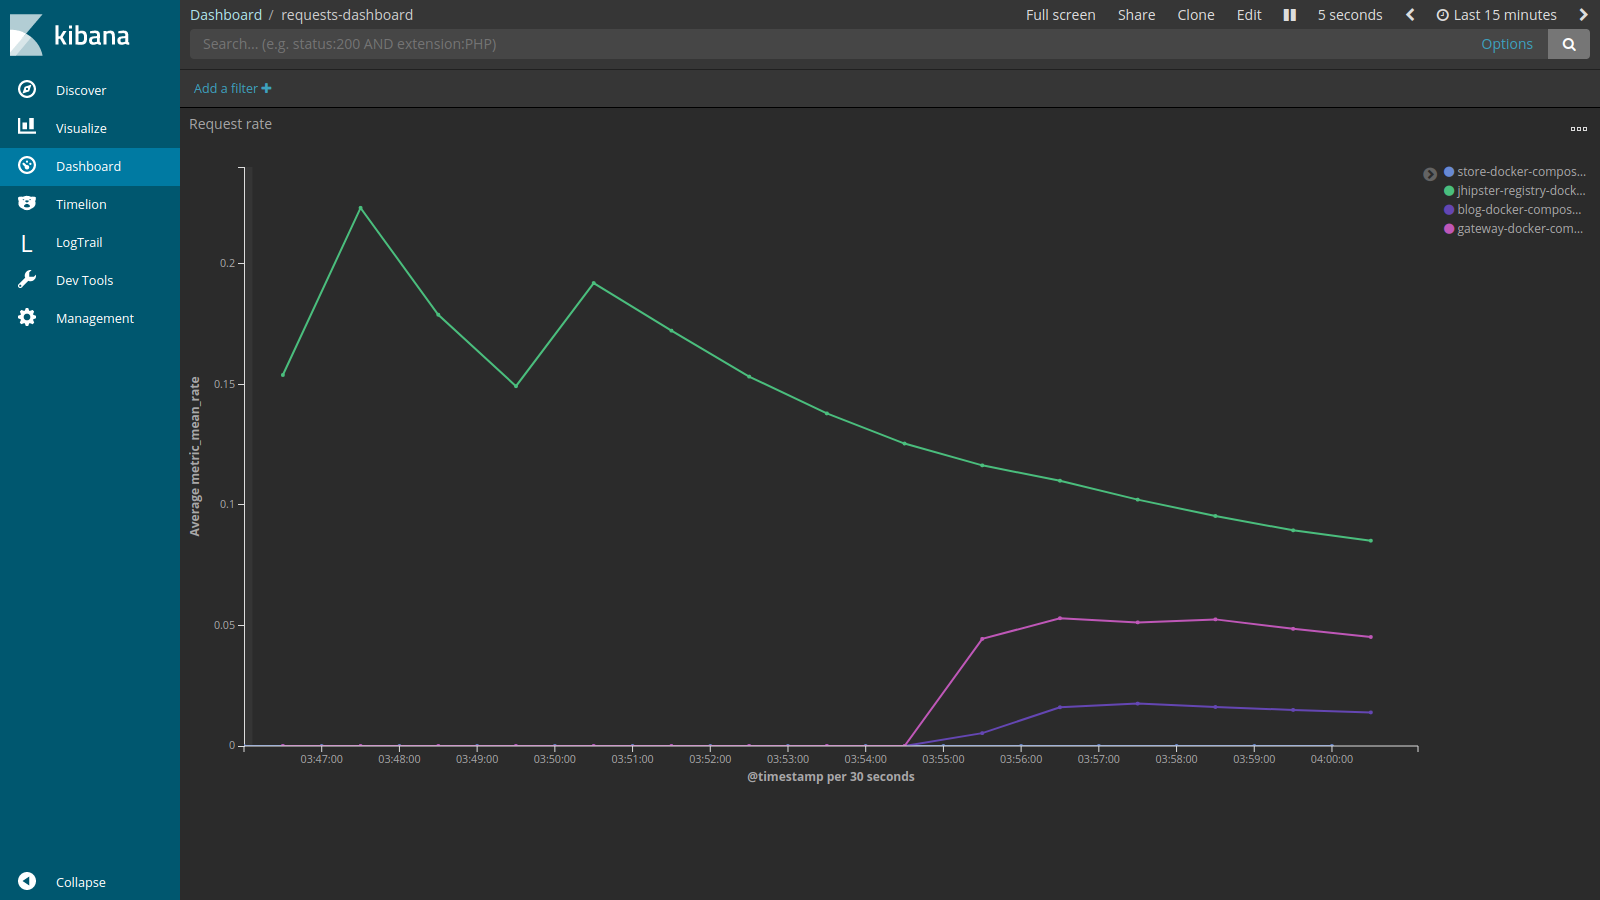 kibana
Discover
Visualize
Dashboard
Timelion
LogTrail
Dev Tools
Management
Collapse
Dashboard / requests-dashboard
Full screen Share Clone Edit 5 seconds Last 15 minutes
Search... (e.g. status:200 AND extension:PHP) Options
Add a filter
Request rate
store-docker-compos...
jhipster-registry-dock...
blog-docker-compos...
gateway-docker-com...
Average metric_mean_rate
0.2
0.15
0.1
0.05
0
03:47:00 03:48:00 03:49:00 03:50:00 03:51:00 03:52:00 03:53:00 03:54:00 03:55:00 03:56:00 03:57:00 03:58:00 03:59:00 04:00:00
@timestamp per 30 seconds